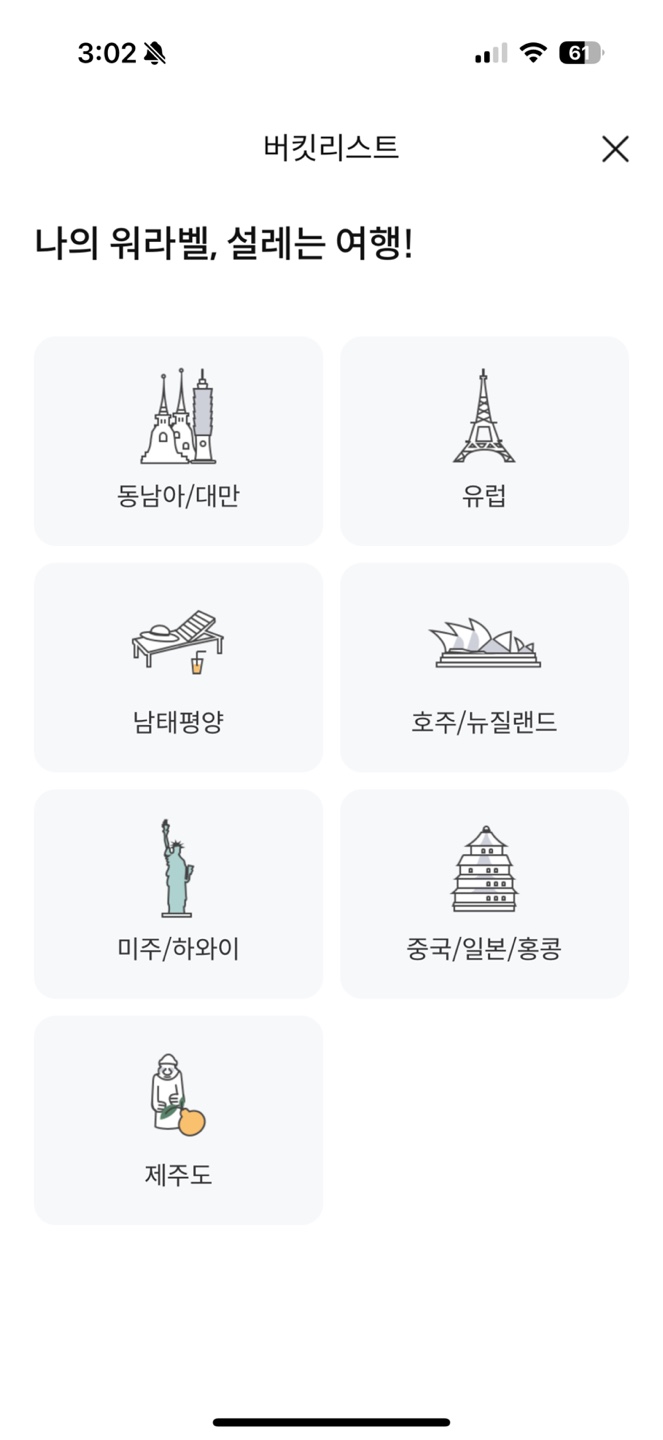 3:02
61
버킷리스트
나의 워라벨, 설레는 여행!
동남아/대만
유럽
남태평양
호주/뉴질랜드
미주/하와이
중국/일본/홍콩
제주도